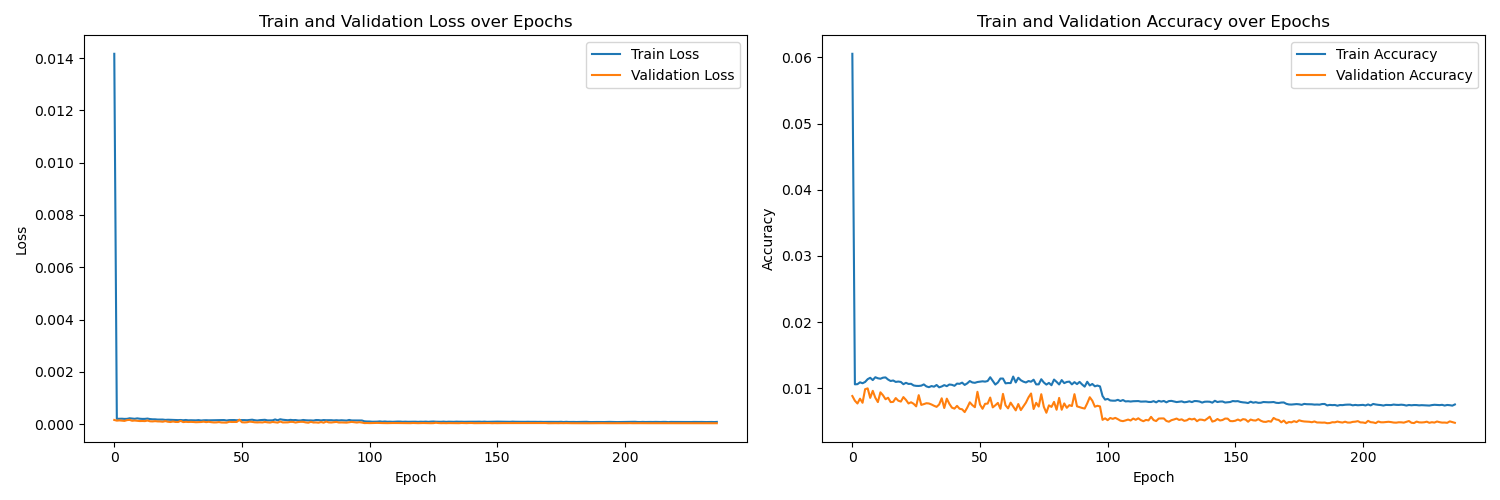 Train and Validation Loss over Epochs
Train Loss
Validation Loss
0.014
0.012
0.010
0.008
0.006
0.004
0.002
0.000
Loss
0
50
100
150
200
Epoch
Train and Validation Accuracy over Epochs
Train Accuracy
Validation Accuracy
0.06
0.05
0.04
0.03
0.02
0.01
Accuracy
0
50
100
150
200
Epoch